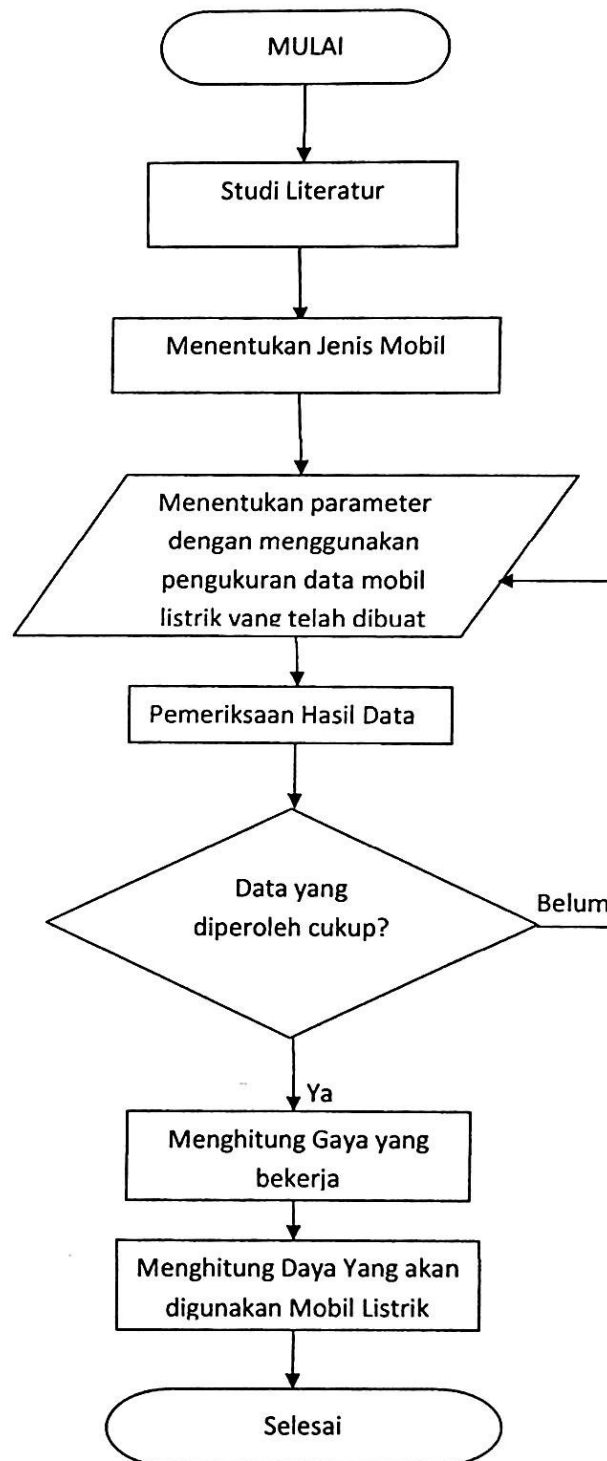 MULAI
Studi Literatur
Menentukan Jenis Mobil
Menentukan parameter
dengan menggunakan
pengukuran data mobil
listrik yang telah dibuat
Pemeriksaan Hasil Data
Data yang
diperoleh cukup?
Belum
Ya
Menghitung Gaya yang
bekerja
Menghitung Daya Yang akan
digunakan Mobil Listrik
Selesai